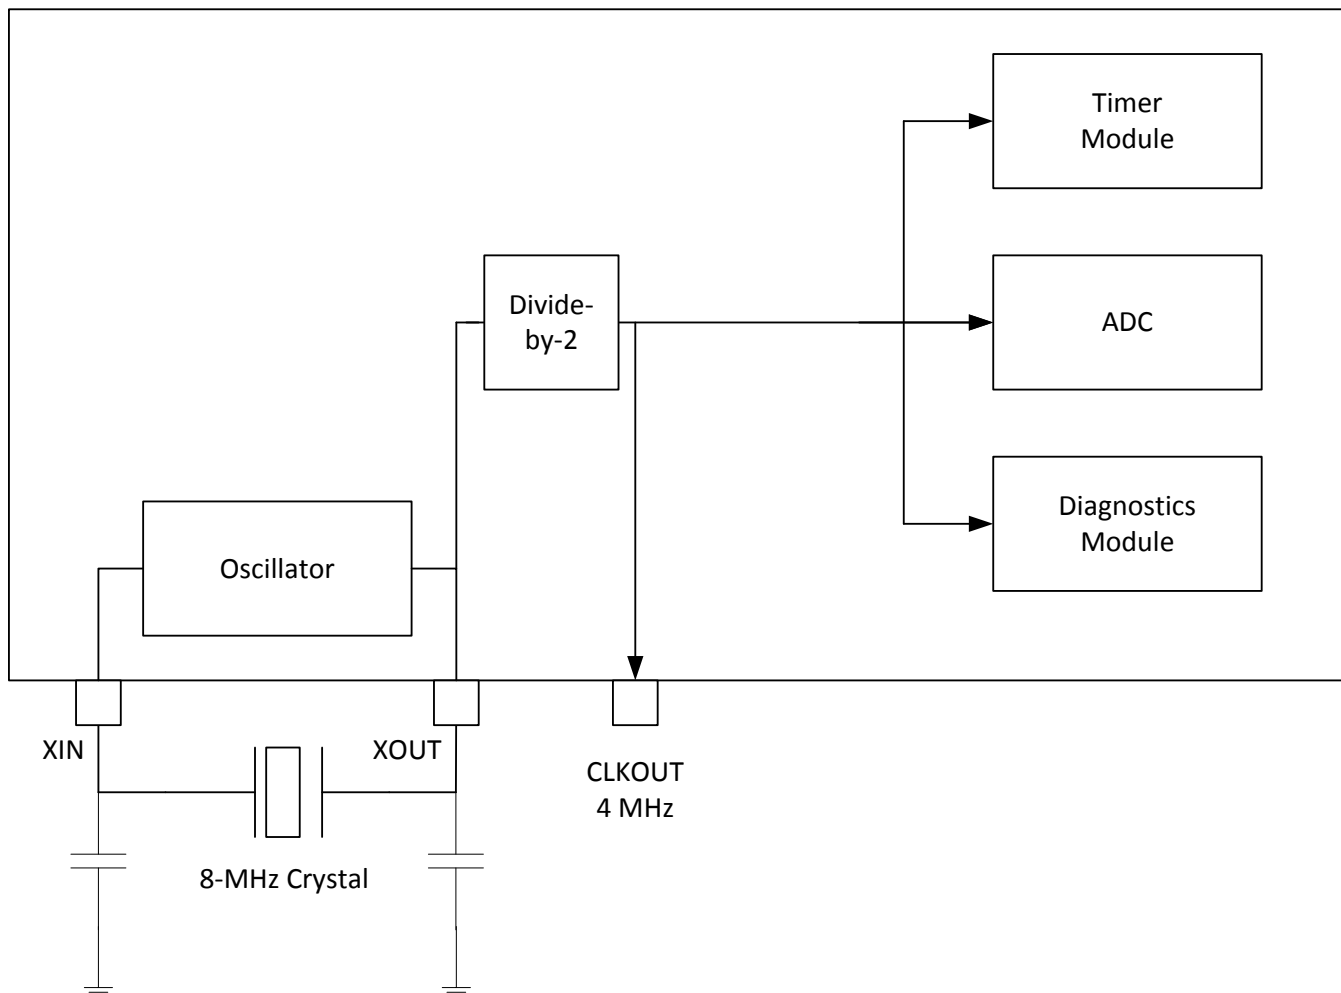 Timer
Module
Divide-
by-2
ADC
Diagnostics
Module
Oscillator
XIN
XOUT
CLKOUT
4 MHz
8-MHz Crystal